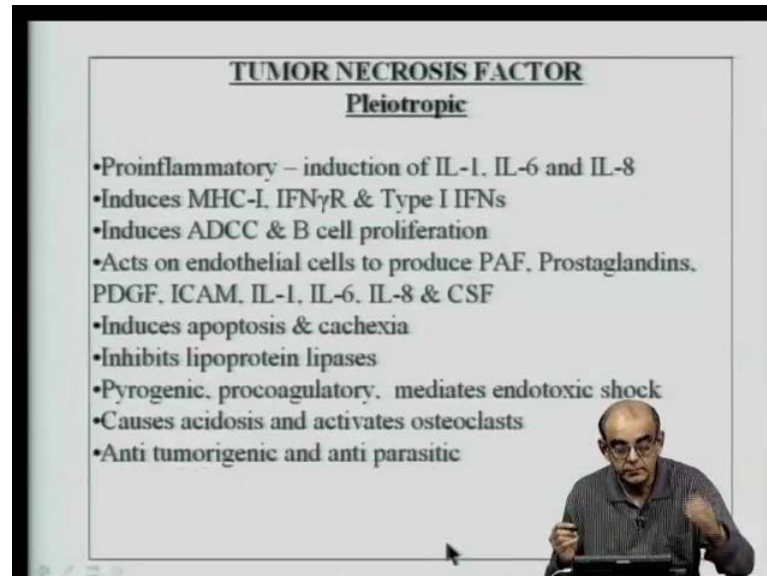 TUMOR NECROSIS FACTOR
Pleiotropic
•Proinflammatory – induction of IL-1, IL-6 and IL-8
•Induces MHC-I, IFNγR & Type I IFNs
•Induces ADCC & B cell proliferation
•Acts on endothelial cells to produce PAF, Prostaglandins,
PDGF, ICAM, IL-1, IL-6, IL-8 & CSF
•Induces apoptosis & cachexia
•Inhibits lipoprotein lipases
•Pyrogenic, procoagulatory, mediates endotoxic shock
•Causes acidosis and activates osteoclasts
•Anti tumorigenic and anti parasitic